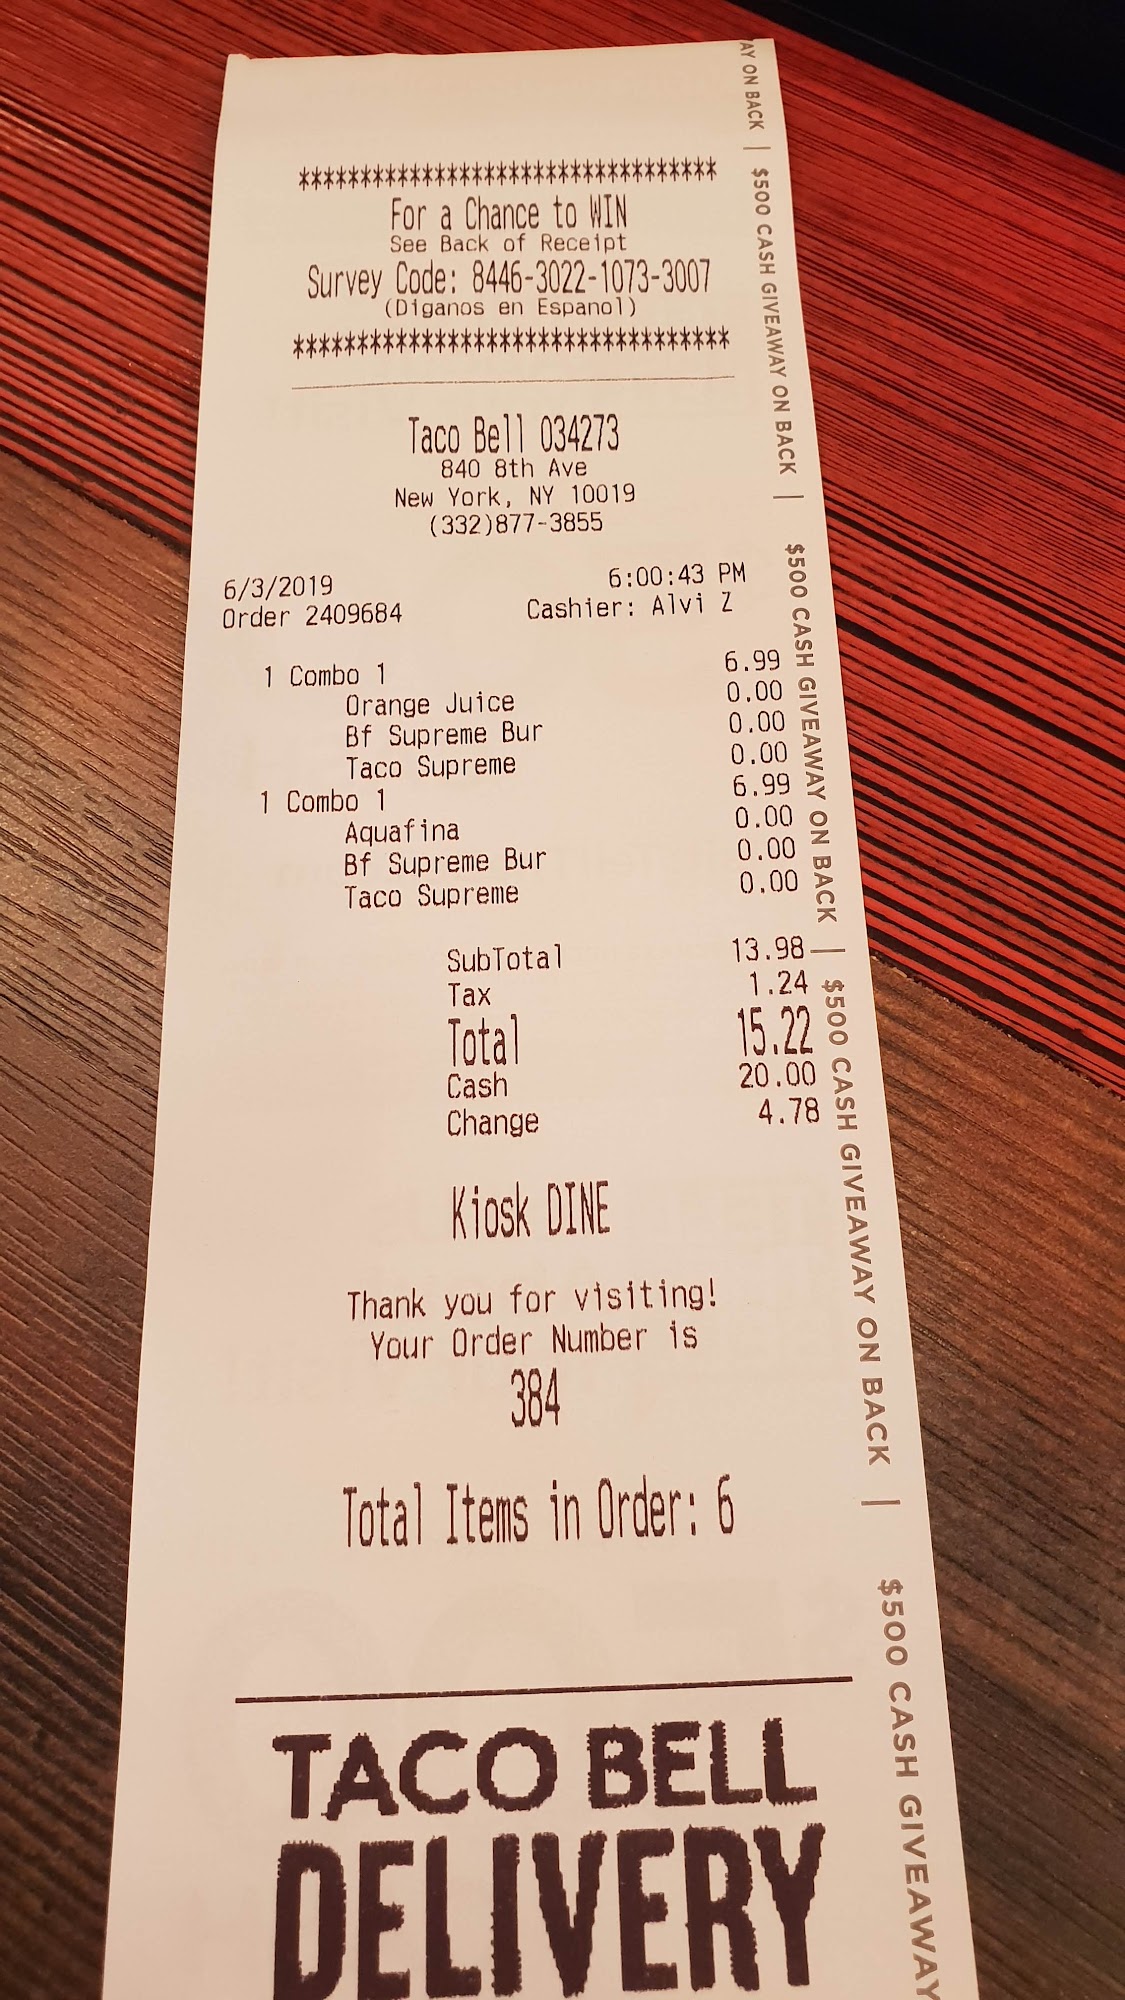 *********************************
For a Chance to WIN
See Back of Receipt
Survey Code: 8446-3022-1073-3007
(Diganos en Espanol)
*********************************
Taco Bell 034273
840 8th Ave
New York, NY 10019
(332)877-3855
6/3/2019 6:00:43 PM
Order 2409684 Cashier: Alvi Z
1 Combo 1 6.99
Orange Juice 0.00
Bf Supreme Bur 0.00
Taco Supreme 0.00
1 Combo 1 6.99
Aquafina 0.00
Bf Supreme Bur 0.00
Taco Supreme 0.00
SubTotal 13.98
Tax 1.24
Total 15.22
Cash 20.00
Change 4.78
Kiosk DINE
Thank you for visiting!
Your Order Number is
384
Total Items in Order: 6
TACO BELL
DELIVERY
AY ON BACK | $500 CASH GIVEAWAY ON BACK | $500 CASH GIVEAWAY ON BACK | $500 CASH GIVEAWAY ON BACK | $500 CASH GIVEAWAY